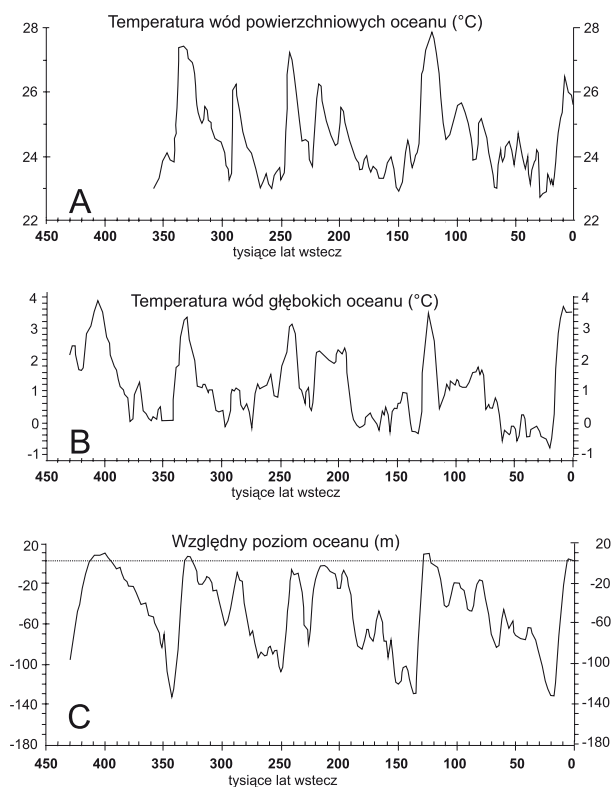 Temperatura wód powierzchniowych oceanu (°C)
28 28
26 26
24 24
22 22
A
450 400 350 300 250 200 150 100 50 0
tysiące lat wstecz
Temperatura wód głębokich oceanu (°C)
4 4
3 3
2 2
1 1
0 0
-1 -1
B
450 400 350 300 250 200 150 100 50 0
tysiące lat wstecz
Względny poziom oceanu (m)
20 20
-20 -20
-60 -60
-100 -100
-140 -140
-180 -180
C
450 400 350 300 250 200 150 100 50 0
tysiące lat wstecz